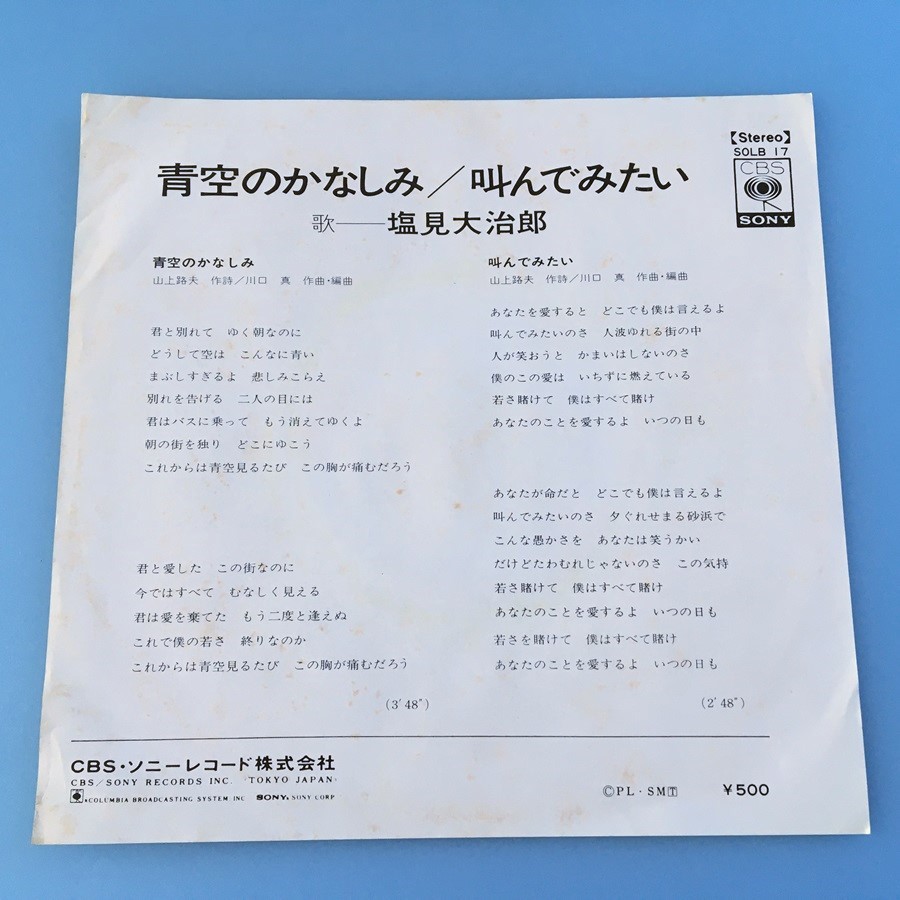 【Stereo】
SOLB 17
CBS
SONY
青空のかなしみ／叫んでみたい
歌──塩見大治郎
青空のかなしみ
山上路夫 作詩／川口 真 作曲・編曲
君と別れて ゆく朝なのに
どうして空は こんなに青い
まぶしすぎるよ 悲しみこらえ
別れを告げる 二人の目には
君はバスに乗って もう消えてゆくよ
朝の街を独り どこにゆこう
これからは青空見るたび この胸が痛むだろう
君と愛した この街なのに
今ではすべて むなしく見える
君は愛を棄てた もう二度と逢えぬ
これで僕の若さ 終りなのか
これからは青空見るたび この胸が痛むだろう
(3′48″)
叫んでみたい
山上路夫 作詩／川口 真 作曲・編曲
あなたを愛すると どこでも僕は言えるよ
叫んでみたいのさ 人波ゆれる街の中
人が笑おうと かまいはしないのさ
僕のこの愛は いちずに燃えている
若さ賭けて 僕はすべて賭け
あなたのことを愛するよ いつの日も
あなたが命だと どこでも僕は言えるよ
叫んでみたいのさ 夕ぐれせまる砂浜で
こんな愚かさを あなたは笑うかい
だけどたわむれじゃないのさ この気持
若さ賭けて 僕はすべて賭け
あなたのことを愛するよ いつの日も
若さを賭けて 僕はすべて賭け
あなたのことを愛するよ いつの日も
(2′48″)
CBS・ソニーレコード株式会社
CBS/SONY RECORDS INC. TOKYO JAPAN
COLUMBIA BROADCASTING SYSTEM INC SONY, SONY CORP
ⒸPL・SM🅃 ¥500